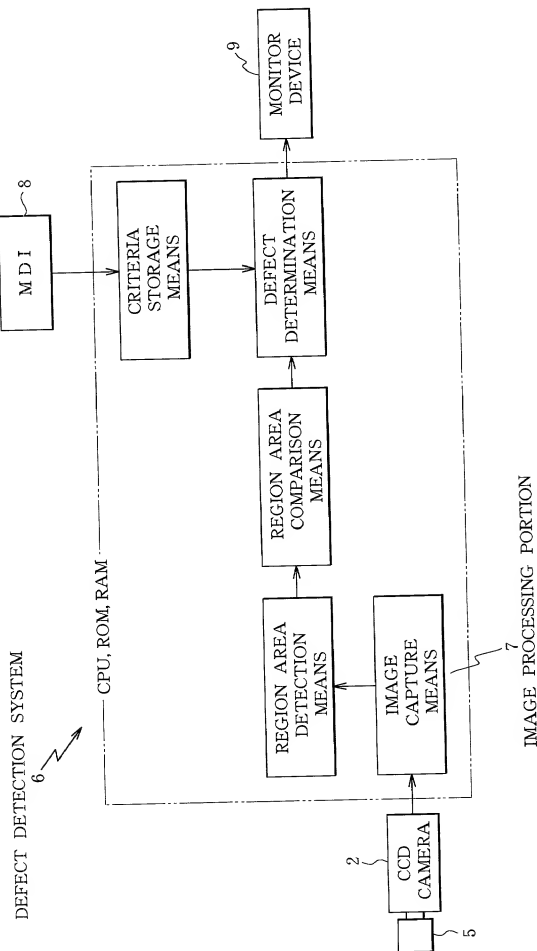 DEFECT DETECTION SYSTEM
6
CPU, ROM, RAM
M D I
8
CRITERIA
STORAGE
MEANS
REGION AREA
DETECTION
MEANS
REGION AREA
COMPARISON
MEANS
DEFECT
DETERMINATION
MEANS
MONITOR
DEVICE
9
IMAGE
CAPTURE
MEANS
CCD
CAMERA
2
5
7
IMAGE PROCESSING PORTION